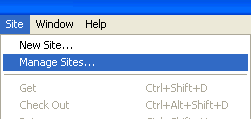 Site Window Help
New Site...
Manage Sites...
Get Ctrl+Shift+D
Check Out Ctrl+Alt+Shift+D